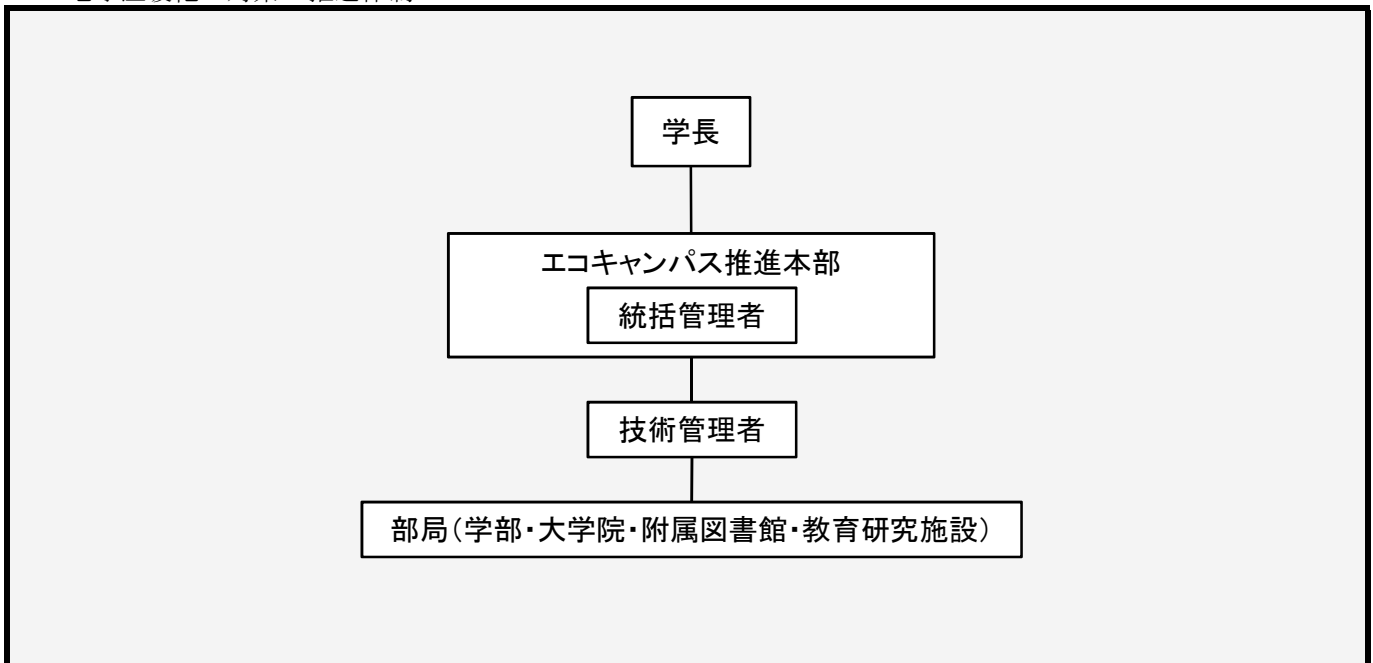 学長
エコキャンパス推進本部
統括管理者
技術管理者
部局(学部・大学院・附属図書館・教育研究施設)